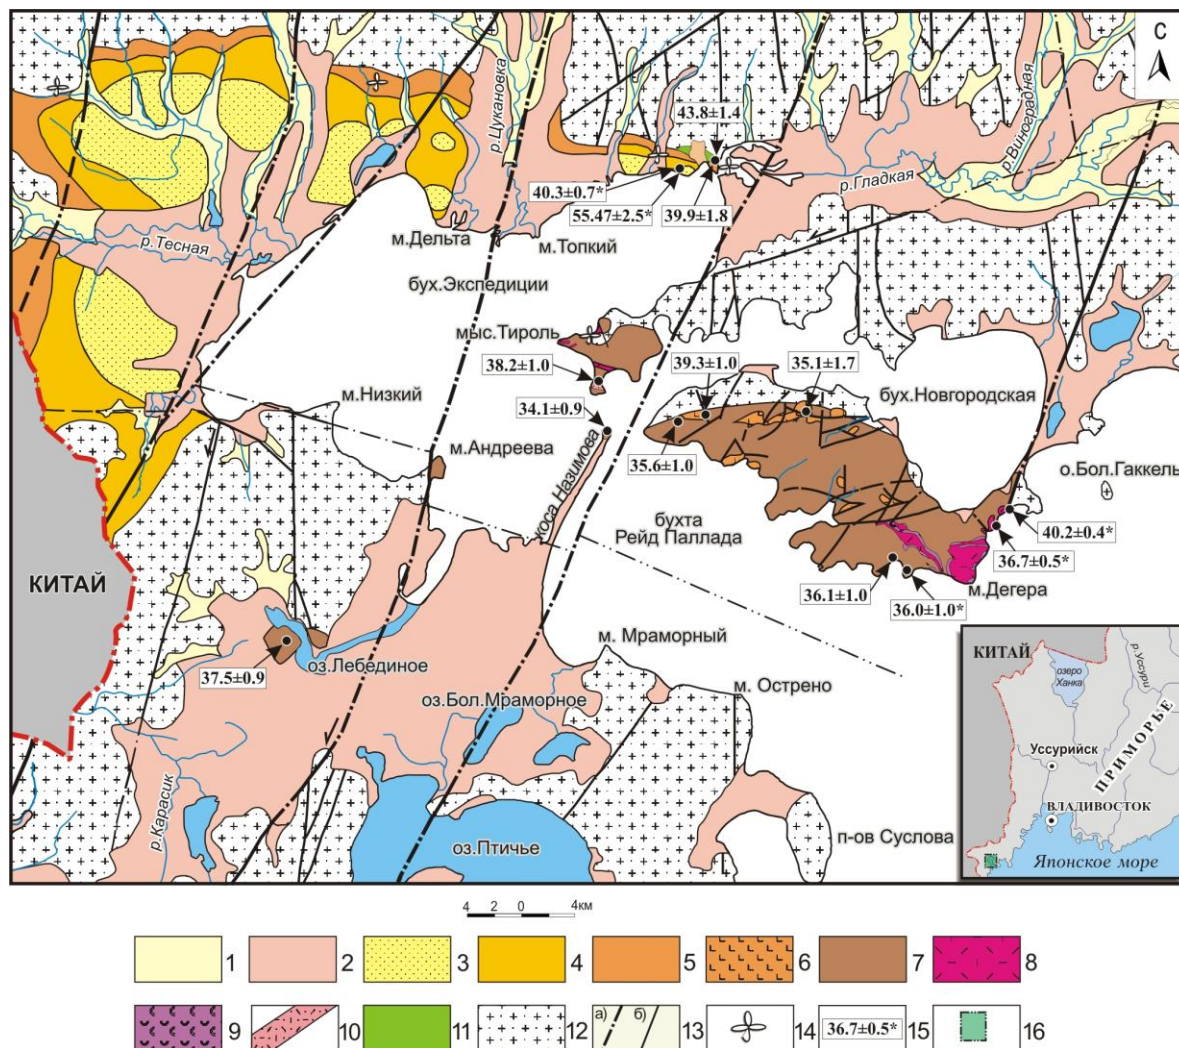 С
р.Цукановка
43.8±1.4
р.Виноградная
р.Гладкая
40.3±0.7*
55.47±2.5*
39.9±1.8
р.Тесная
м.Дельта
м.Топкий
бух.Экспедиции
мыс.Тироль
38.2±1.0
39.3±1.0
35.1±1.7
м.Низкий
34.1±0.9
бух.Новгородская
м.Андреева
коса Назимова
35.6±1.0
о.Бол.Гаккель
бухта
Рейд Паллада
40.2±0.4*
36.7±0.5*
КИТАЙ
36.1±1.0
м.Дегера
36.0±1.0*
м. Мраморный
оз.Лебединое
37.5±0.9
м. Острено
оз.Бол.Мраморное
р.Карасик
п-ов Суслова
оз.Птичье
КИТАЙ
озеро
Ханка
р.Уссури
ПРИМОРЬЕ
Уссурийск
ВЛАДИВОСТОК
Японское море
4 2 0 4км
1 2 3 4 5 6 7 8
9 10 11 12 а) б) 13 14 36.7±0.5* 15 16